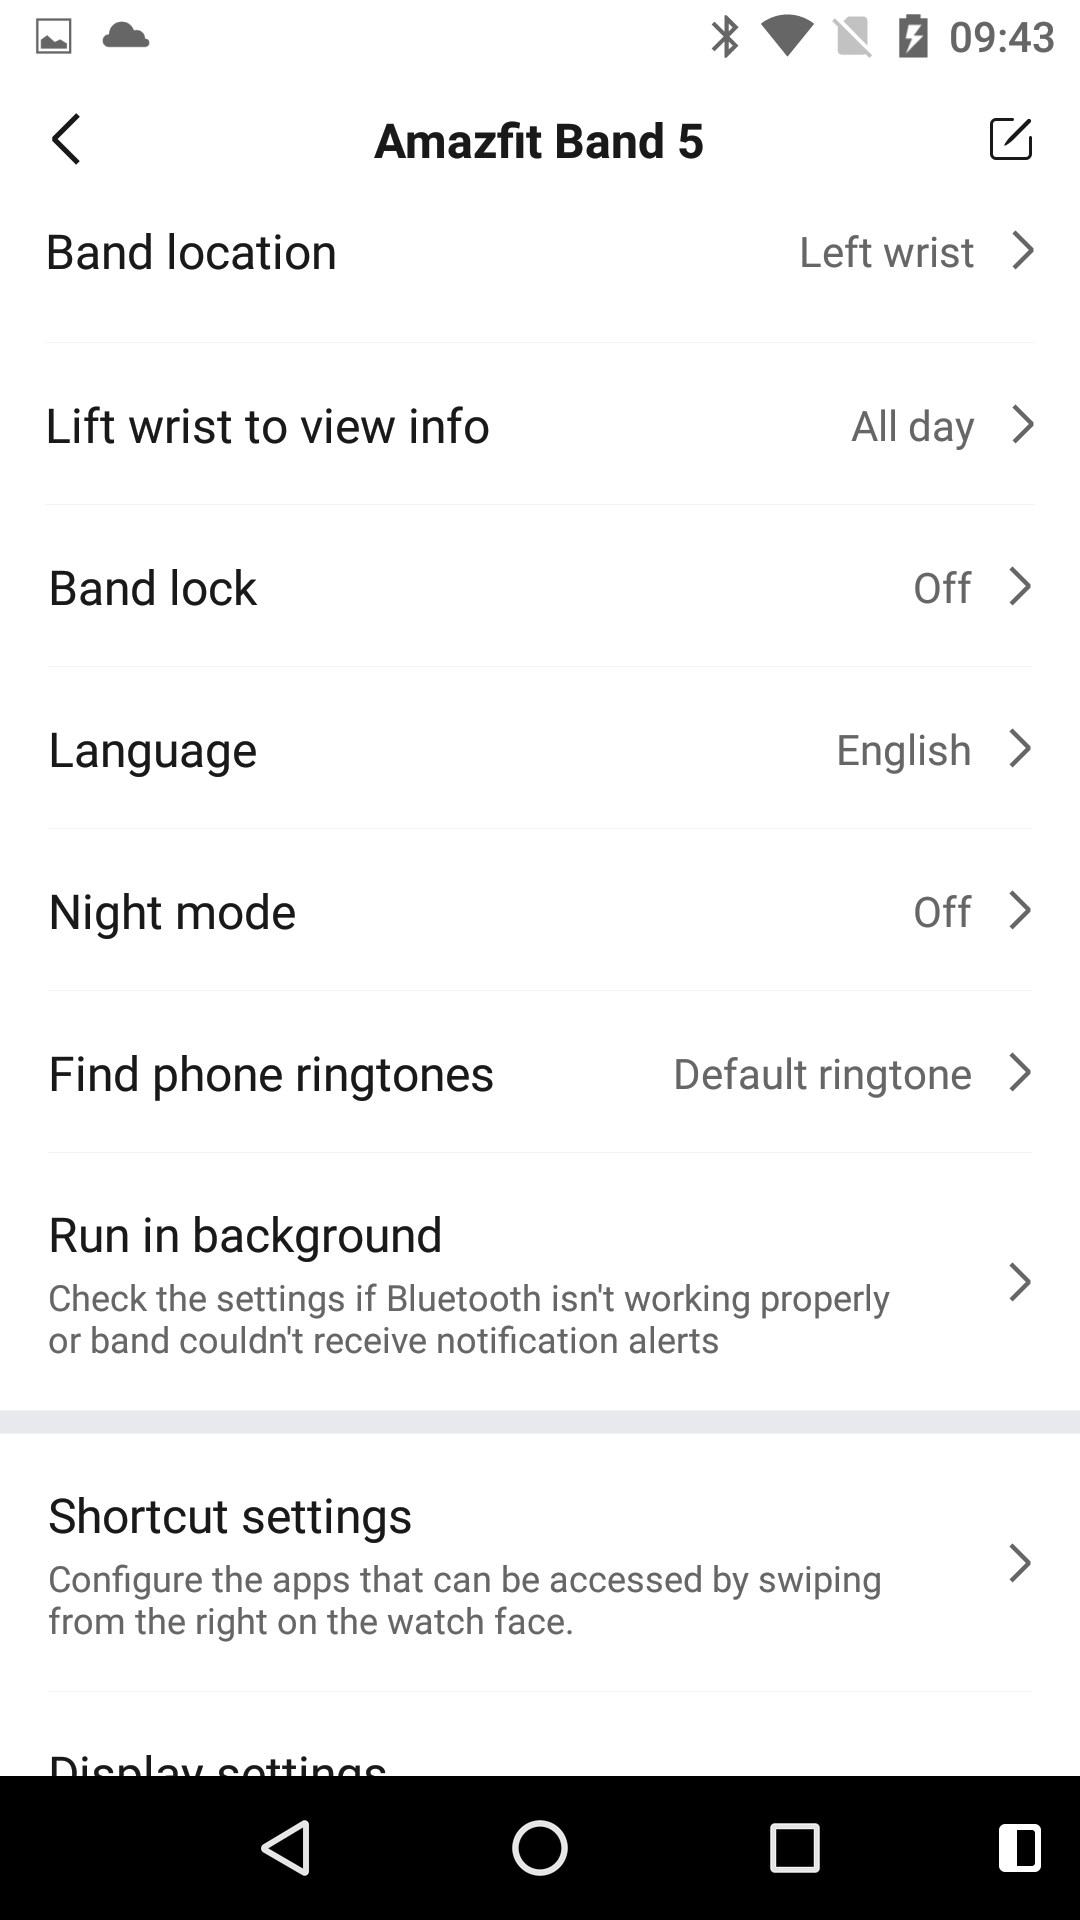 09:43
Amazfit Band 5
Band location Left wrist
Lift wrist to view info All day
Band lock Off
Language English
Night mode Off
Find phone ringtones Default ringtone
Run in background
Check the settings if Bluetooth isn't working properly
or band couldn't receive notification alerts
Shortcut settings
Configure the apps that can be accessed by swiping
from the right on the watch face.
Display settings